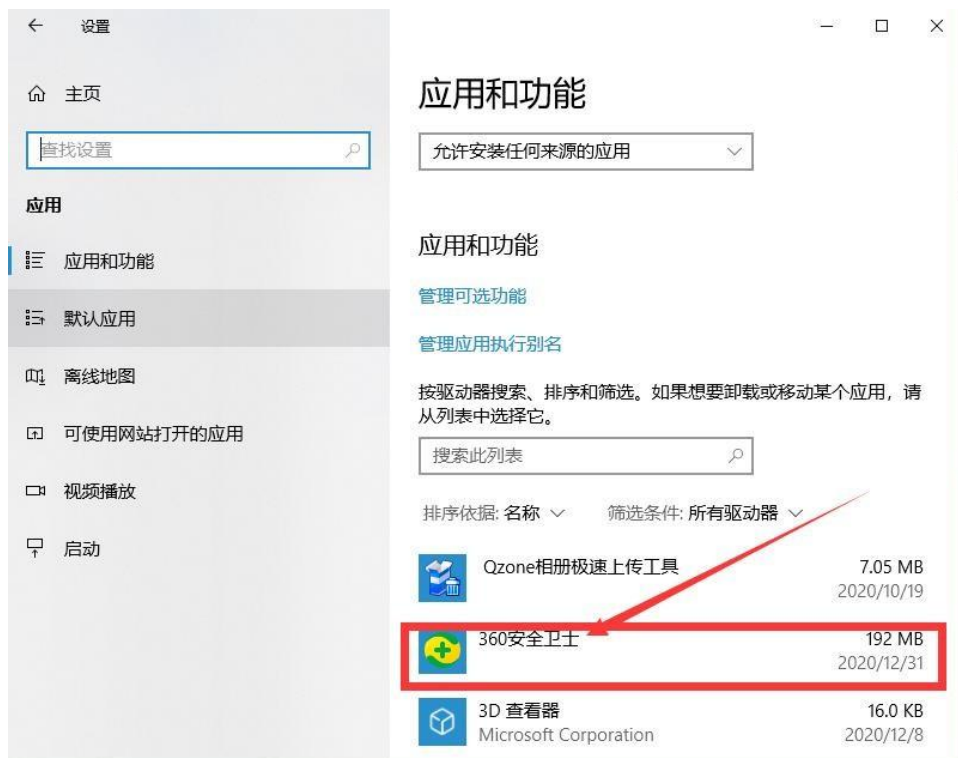 设置
主页
查找设置
应用
应用和功能
默认应用
离线地图
可使用网站打开的应用
视频播放
启动
应用和功能
允许安装任何来源的应用
应用和功能
管理可选功能
管理应用执行别名
按驱动器搜索、排序和筛选。如果想要卸载或移动某个应用，请
从列表中选择它。
搜索此列表
排序依据: 名称 筛选条件: 所有驱动器
Qzone相册极速上传工具 7.05 MB
2020/10/19
360安全卫士 192 MB
2020/12/31
3D 查看器 16.0 KB
Microsoft Corporation 2020/12/8